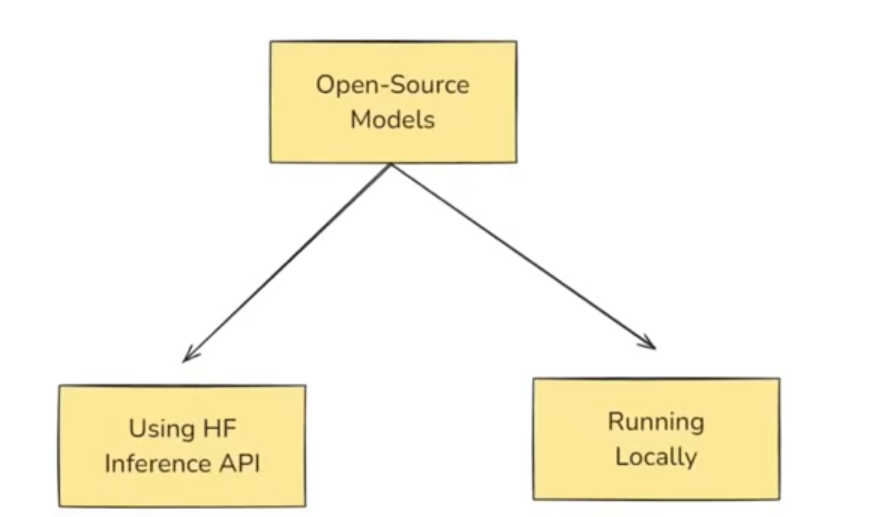 Open-Source
Models
Using HF
Inference API
Running
Locally